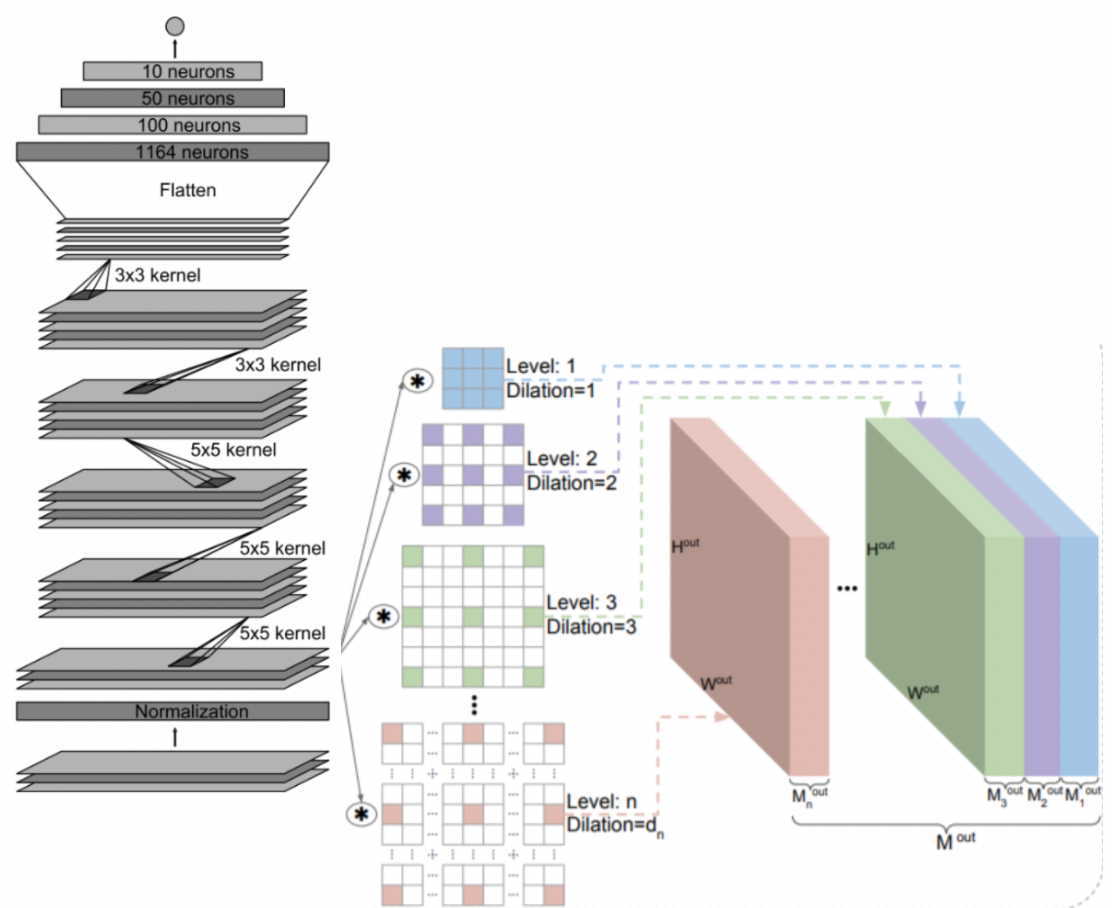 10 neurons
50 neurons
100 neurons
1164 neurons
Flatten
3x3 kernel
3x3 kernel
5x5 kernel
5x5 kernel
5x5 kernel
Normalization
Level: 1
Dilation=1
Level: 2
Dilation=2
Level: 3
Dilation=3
Level: n
Dilation=dₙ
Hᵒᵘᵗ
Wᵒᵘᵗ
Hᵒᵘᵗ
Wᵒᵘᵗ
...
Mₙᵒᵘᵗ
M₃ᵒᵘᵗ
M₂ᵒᵘᵗ
M₁ᵒᵘᵗ
Mᵒᵘᵗ